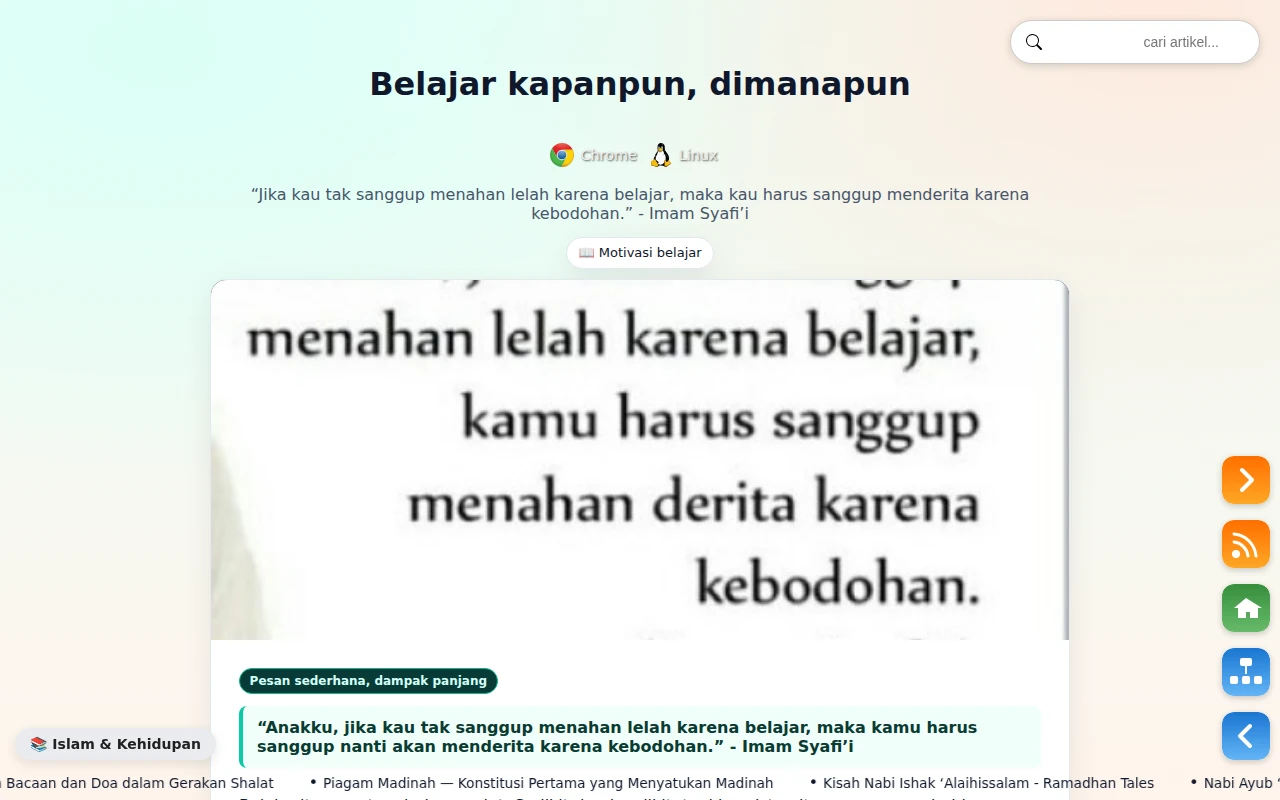 cari artikel...
Belajar kapanpun, dimanapun
Chrome Linux
“Jika kau tak sanggup menahan lelah karena belajar, maka kau harus sanggup menderita karena
kebodohan.” - Imam Syafi’i
📖 Motivasi belajar
menahan lelah karena belajar,
kamu harus sanggup
menahan derita karena
kebodohan.
Pesan sederhana, dampak panjang
“Anakku, jika kau tak sanggup menahan lelah karena belajar, maka kamu harus
sanggup nanti akan menderita karena kebodohan.” - Imam Syafi’i
📚 Islam & Kehidupan
Bacaan dan Doa dalam Gerakan Shalat • Piagam Madinah — Konstitusi Pertama yang Menyatukan Madinah • Kisah Nabi Ishak ‘Alaihissalam - Ramadhan Tales • Nabi Ayub